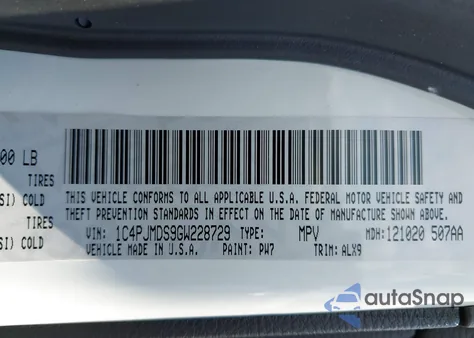 00 LB
TIRES
SI) COLD
THIS VEHICLE CONFORMS TO ALL APPLICABLE U.S.A. FEDERAL MOTOR VEHICLE SAFETY AND
TIRES
THEFT PREVENTION STANDARDS IN EFFECT ON THE DATE OF MANUFACTURE SHOWN ABOVE.
SI) COLD
VIN: 1C4PJMDS9GW228729 TYPE: MPV MDH: 121020 507AA
VEHICLE MADE IN U.S.A. PAINT: PW7 TRIM: ALX9
autoSnap